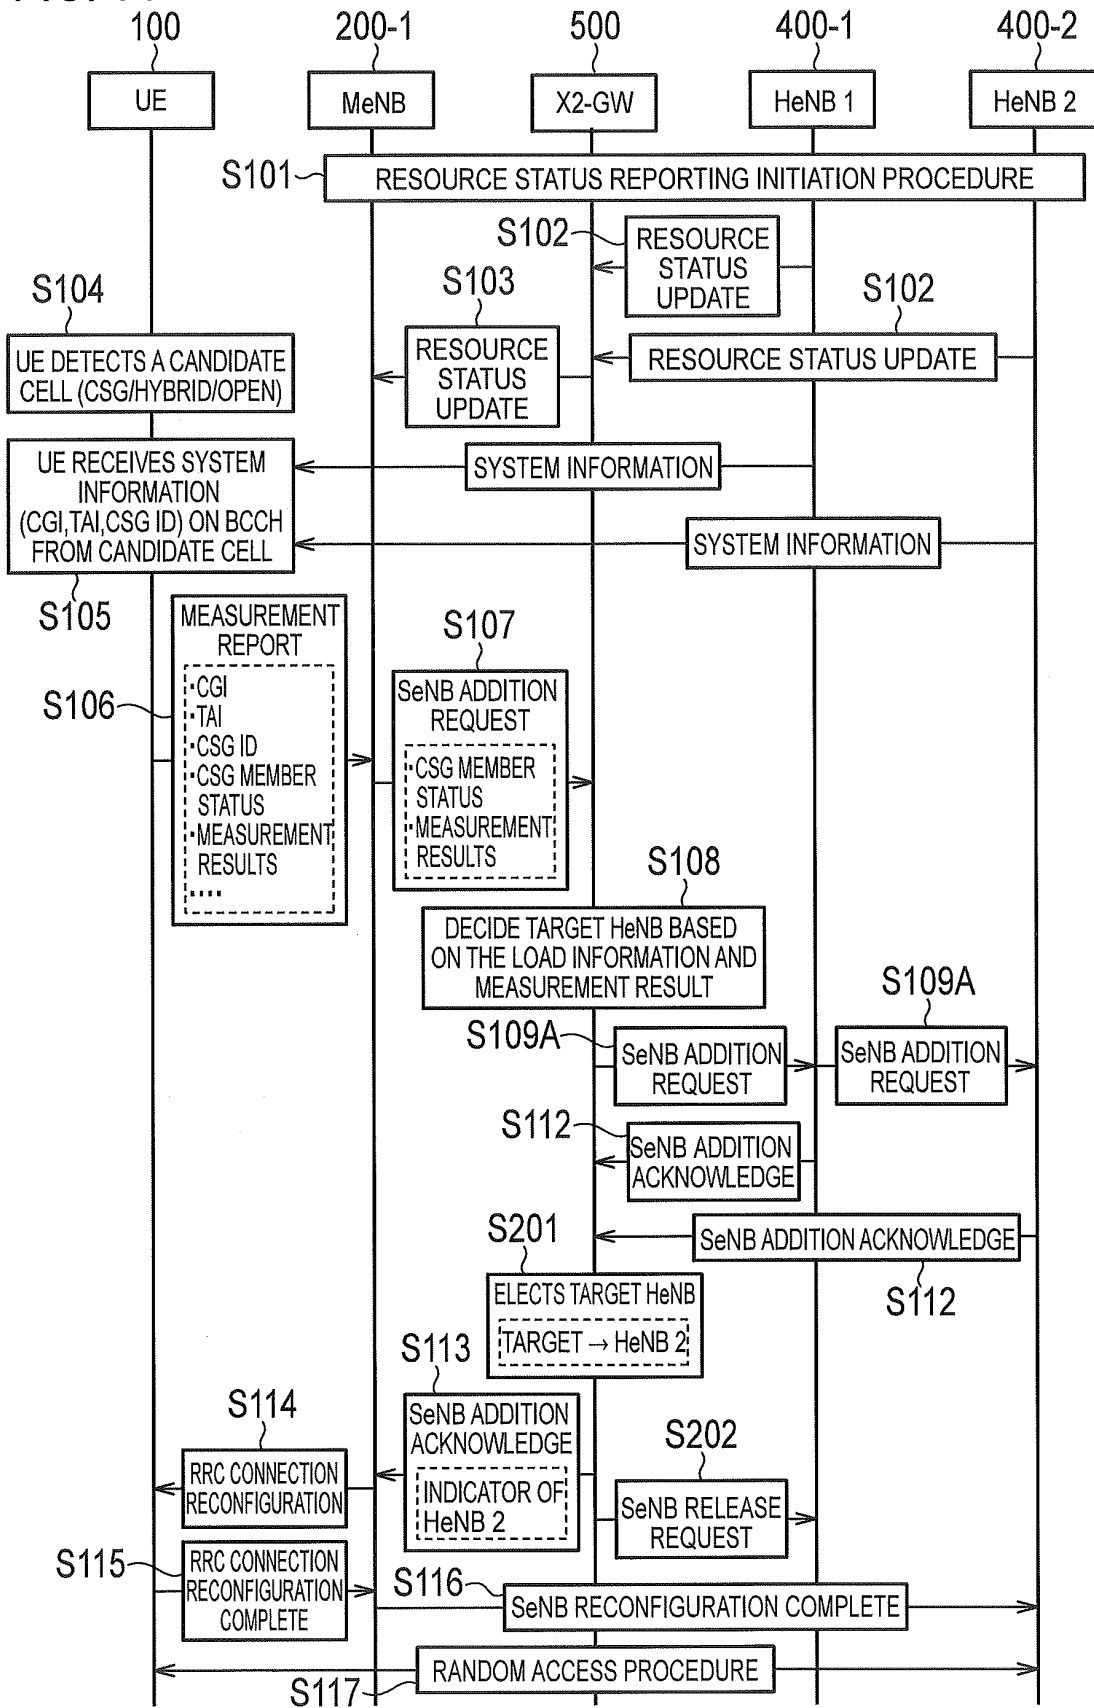 100 200-1 500 400-1 400-2
UE MeNB X2-GW HeNB 1 HeNB 2
S101
RESOURCE STATUS REPORTING INITIATION PROCEDURE
S102
RESOURCE
STATUS
UPDATE
S104
S103
S102
UE DETECTS A CANDIDATE
CELL (CSG/HYBRID/OPEN)
RESOURCE
STATUS
UPDATE
RESOURCE STATUS UPDATE
UE RECEIVES SYSTEM
INFORMATION
(CGI,TAI,CSG ID) ON BCCH
FROM CANDIDATE CELL
SYSTEM INFORMATION
SYSTEM INFORMATION
S105
MEASUREMENT
REPORT
·CGI
·TAI
·CSG ID
·CSG MEMBER
STATUS
·MEASUREMENT
RESULTS
....
S106
S107
SeNB ADDITION
REQUEST
·CSG MEMBER
STATUS
·MEASUREMENT
RESULTS
S108
DECIDE TARGET HeNB BASED
ON THE LOAD INFORMATION AND
MEASUREMENT RESULT
S109A
SeNB ADDITION
REQUEST
S109A
SeNB ADDITION
REQUEST
S112
SeNB ADDITION
ACKNOWLEDGE
SeNB ADDITION ACKNOWLEDGE
S112
S201
ELECTS TARGET HeNB
TARGET → HeNB 2
S113
SeNB ADDITION
ACKNOWLEDGE
INDICATOR OF
HeNB 2
S114
RRC CONNECTION
RECONFIGURATION
S202
SeNB RELEASE
REQUEST
S115
RRC CONNECTION
RECONFIGURATION
COMPLETE
S116
SeNB RECONFIGURATION COMPLETE
RANDOM ACCESS PROCEDURE
S117